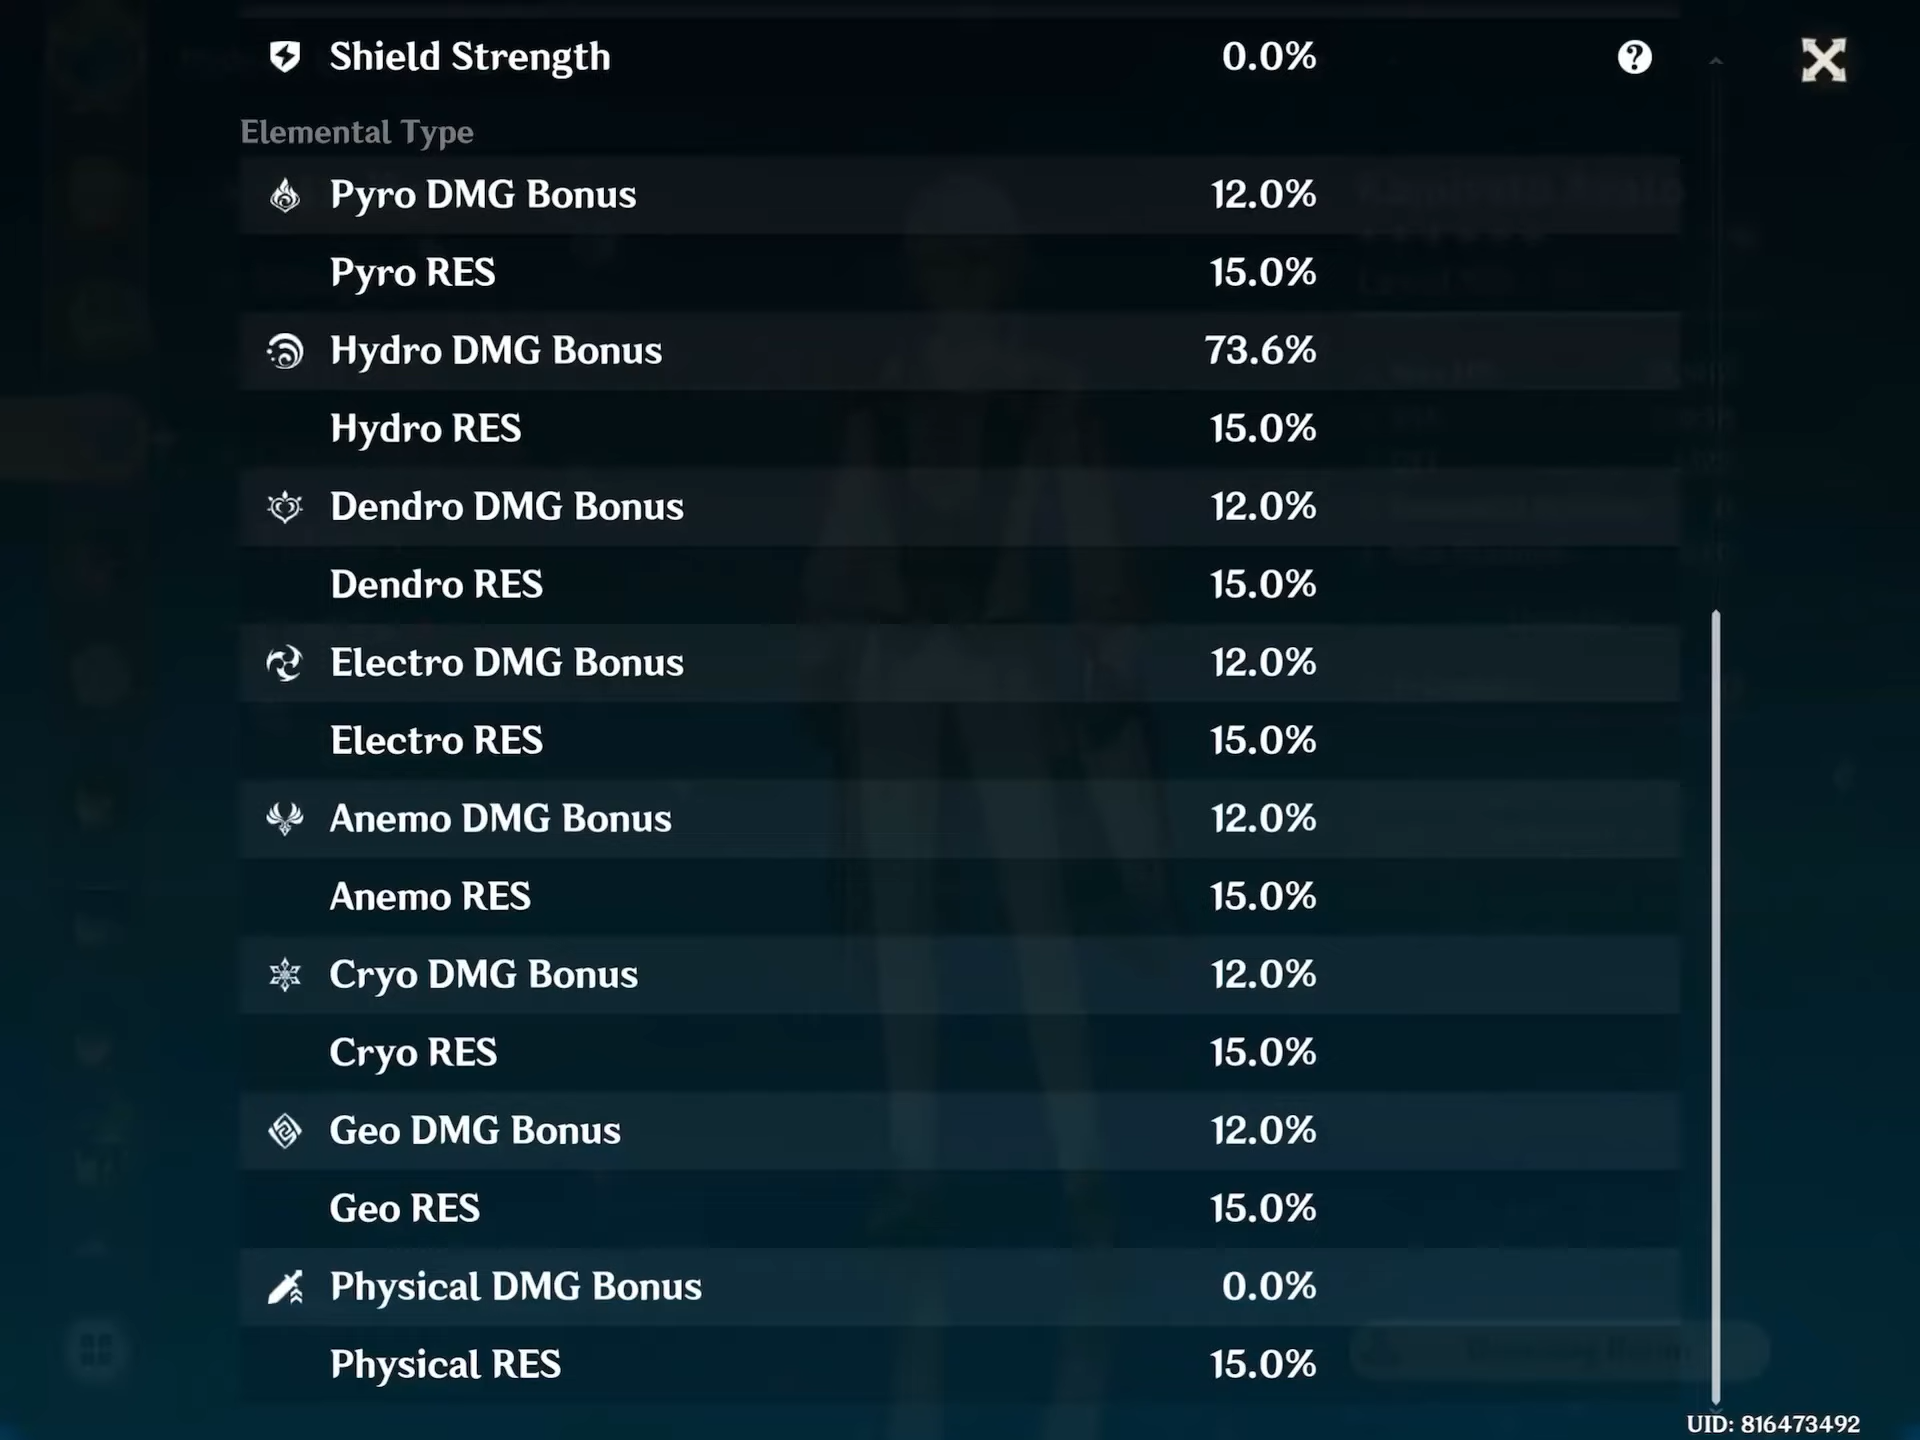 Shield Strength 0.0% ?
Elemental Type
Pyro DMG Bonus 12.0%
Pyro RES 15.0%
Hydro DMG Bonus 73.6%
Hydro RES 15.0%
Dendro DMG Bonus 12.0%
Dendro RES 15.0%
Electro DMG Bonus 12.0%
Electro RES 15.0%
Anemo DMG Bonus 12.0%
Anemo RES 15.0%
Cryo DMG Bonus 12.0%
Cryo RES 15.0%
Geo DMG Bonus 12.0%
Geo RES 15.0%
Physical DMG Bonus 0.0%
Physical RES 15.0%
UID: 816473492